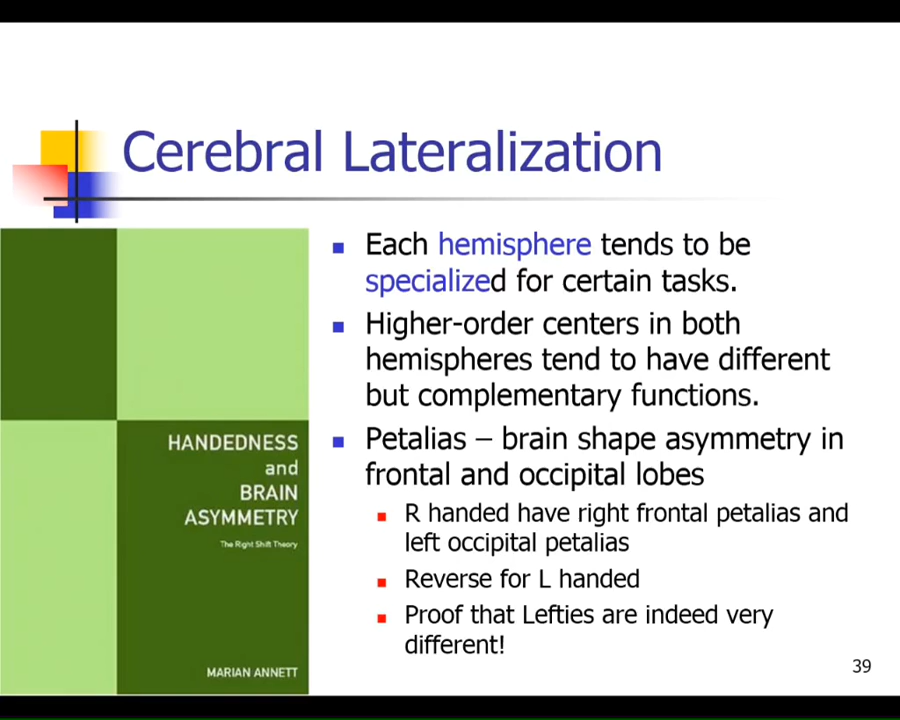 Cerebral Lateralization
Each hemisphere tends to be
specialized for certain tasks.
Higher-order centers in both
hemispheres tend to have different
but complementary functions.
Petalias – brain shape asymmetry in
frontal and occipital lobes
R handed have right frontal petalias and
left occipital petalias
Reverse for L handed
Proof that Lefties are indeed very
different!
HANDEDNESS
and
BRAIN
ASYMMETRY
The Right Shift Theory
MARIAN ANNETT
39